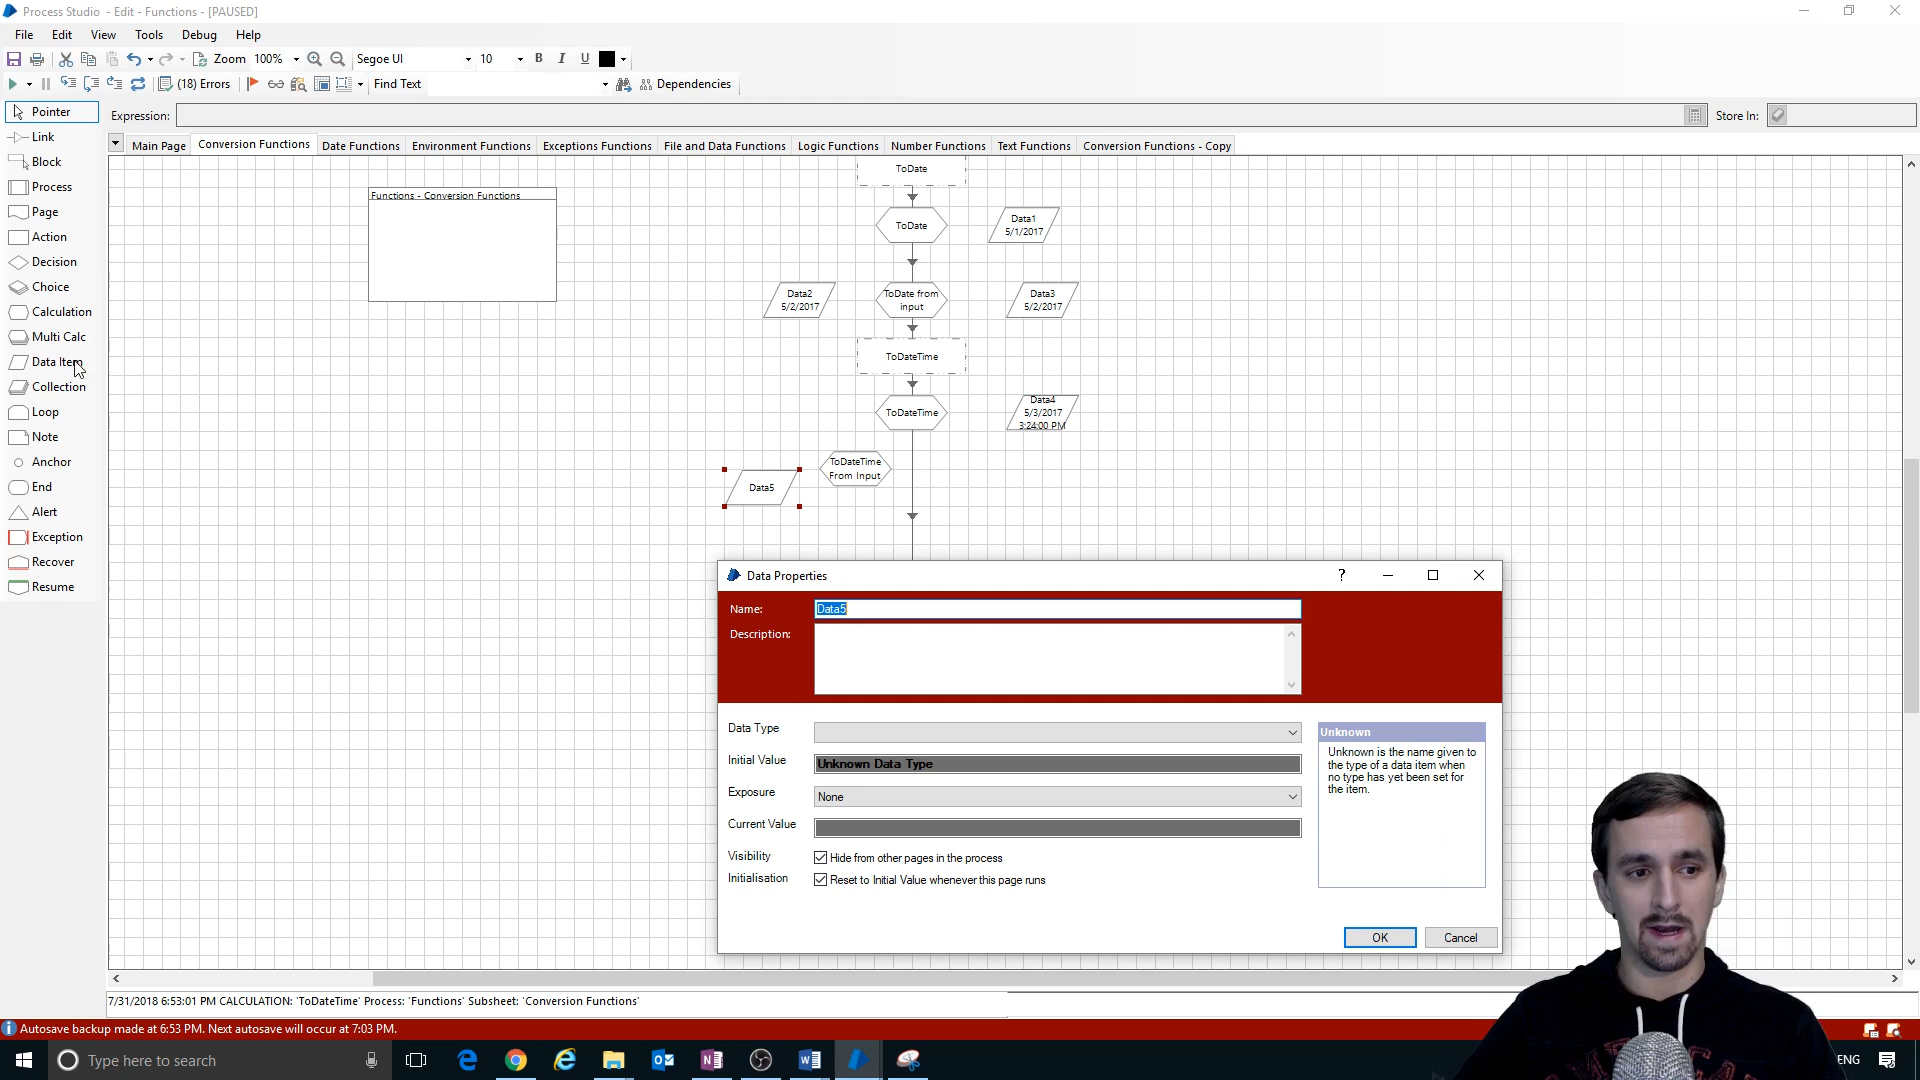 Process Studio - Edit - Functions - [PAUSED]
File Edit View Tools Debug Help
Zoom 100% Segoe UI 10 B I U
(18) Errors Find Text Dependencies
Pointer
Link
Block
Process
Page
Action
Decision
Choice
Calculation
Multi Calc
Data Item
Collection
Loop
Note
Anchor
End
Alert
Exception
Recover
Resume
Expression: Store In:
Main Page Conversion Functions Date Functions Environment Functions Exceptions Functions File and Data Functions Logic Functions Number Functions Text Functions Conversion Functions - Copy
Functions - Conversion Functions
ToDate
ToDate
Data1
5/1/2017
Data2
5/2/2017
ToDate from
input
Data3
5/2/2017
ToDateTime
ToDateTime
Data4
5/3/2017
3:24:00 PM
ToDateTime
From Input
Data5
Data Properties
?
Name: Data5
Description:
Data Type
Initial Value Unknown Data Type
Exposure None
Current Value
Visibility Hide from other pages in the process
Initialisation Reset to Initial Value whenever this page runs
Unknown
Unknown is the name given to
the type of a data item when
no type has yet been set for
the item.
OK Cancel
7/31/2018 6:53:01 PM CALCULATION: 'ToDateTime' Process: 'Functions' Subsheet: 'Conversion Functions'
Autosave backup made at 6:53 PM. Next autosave will occur at 7:03 PM.
Type here to search
ENG